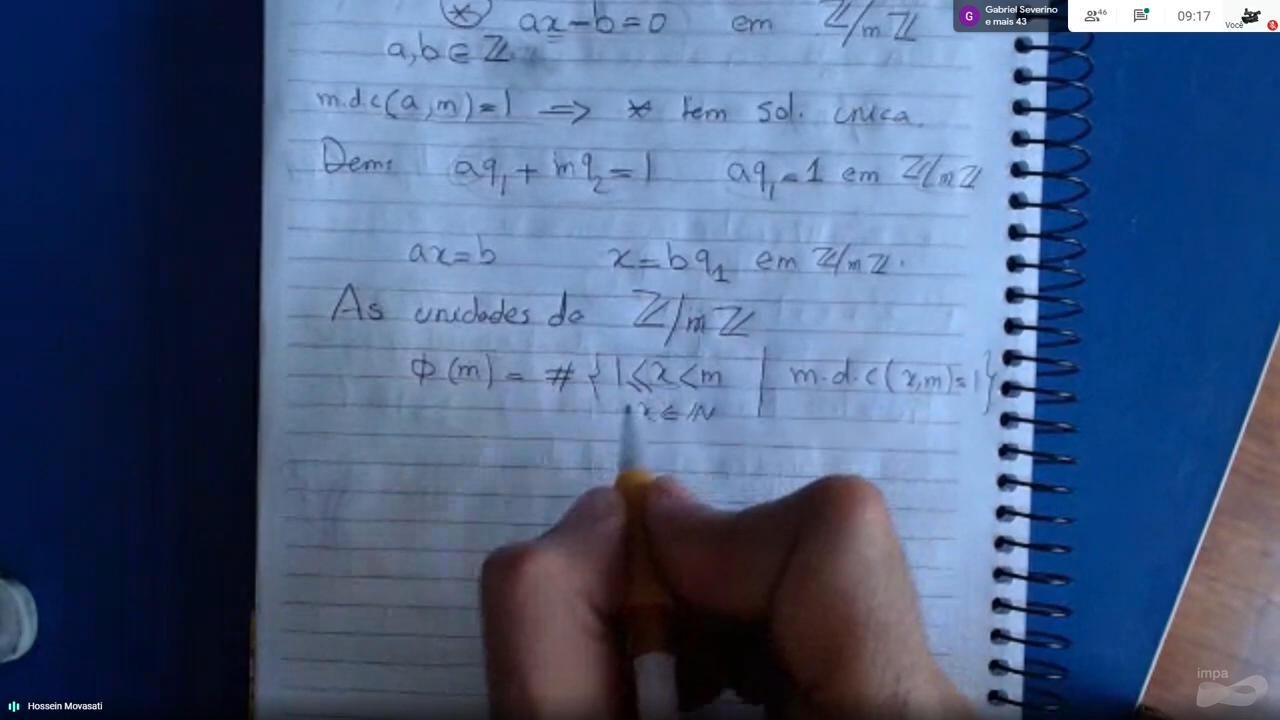 Gabriel Severino
e mais 43
G
46
09:17
Você
⊛ ax-b=0 em ℤ/mℤ
a,b∈ℤ
m.d.c(a,m)=1 ⟹ * tem sol. única.
Dem: aq₁ + mq₂ = 1 aq₁ = 1 em ℤ/mℤ
ax=b x=bq₁ em ℤ/mℤ.
As unidades de ℤ/mℤ
Φ(m) = # {1≤x<m | m.d.c(x,m)=1}
x∈ℕ
impa
Hossein Movasati